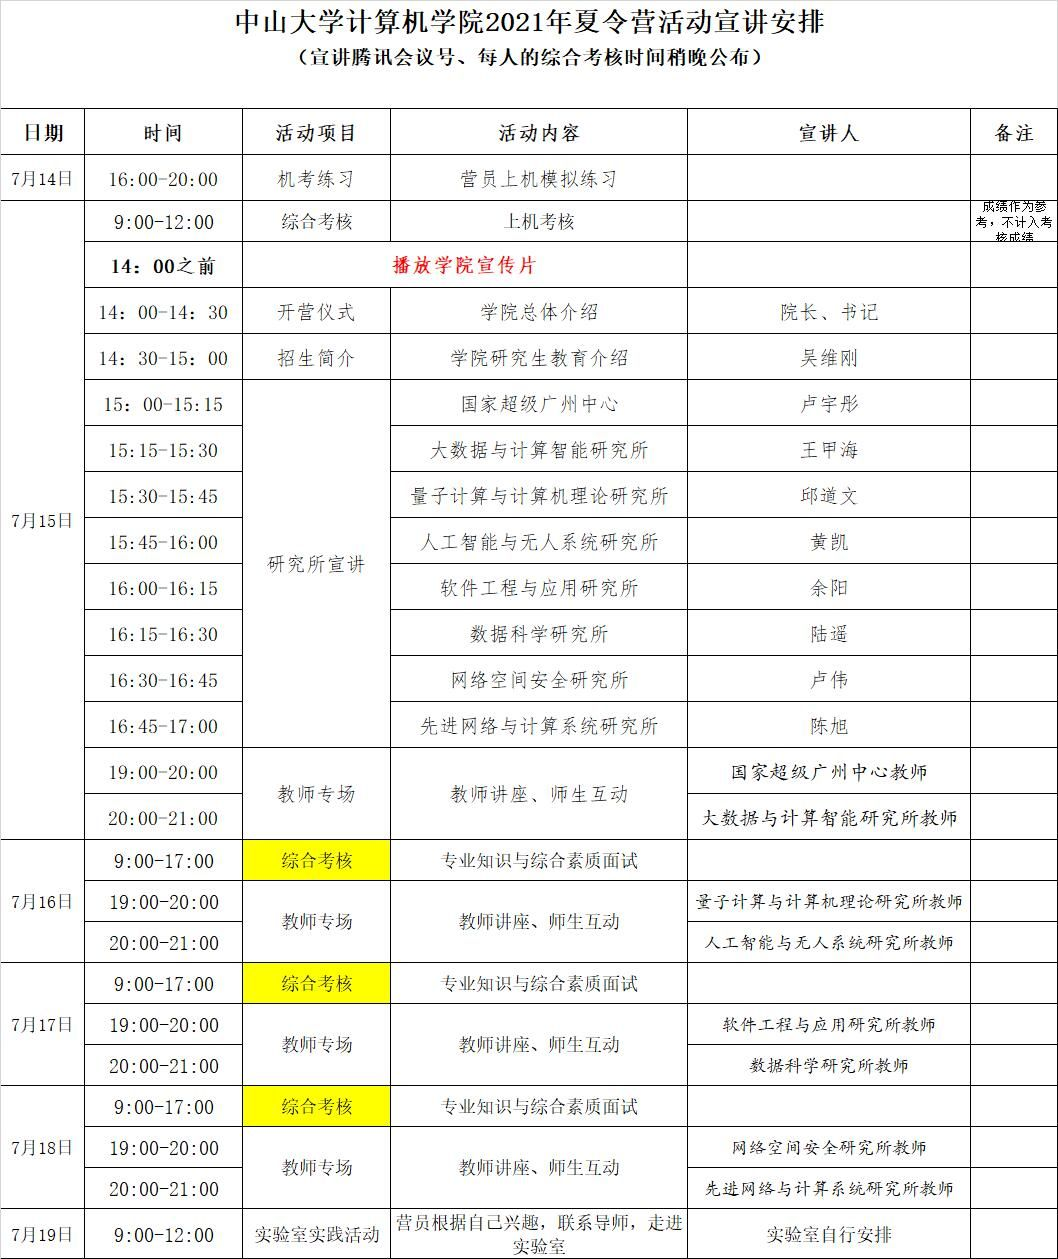 中山大学计算机学院2021年夏令营活动宣讲安排
（宣讲腾讯会议号、每人的综合考核时间稍晚公布）
日期 时间 活动项目 活动内容 宣讲人 备注
7月14日 16:00-20:00 机考练习 营员上机模拟练习
7月15日
9:00-12:00 综合考核 上机考核
成绩作为参
考，不计入考
核成绩
14：00之前 播放学院宣传片
14：00-14：30 开营仪式 学院总体介绍 院长、书记
14：30-15：00 招生简介 学院研究生教育介绍 吴维刚
研究所宣讲
15：00-15:15 国家超级广州中心 卢宇彤
15:15-15:30 大数据与计算智能研究所 王甲海
15:30-15:45 量子计算与计算机理论研究所 邱道文
15:45-16:00 人工智能与无人系统研究所 黄凯
16:00-16:15 软件工程与应用研究所 余阳
16:15-16:30 数据科学研究所 陆遥
16:30-16:45 网络空间安全研究所 卢伟
16:45-17:00 先进网络与计算系统研究所 陈旭
19:00-20:00 教师专场 教师讲座、师生互动 国家超级广州中心教师
20:00-21:00 大数据与计算智能研究所教师
7月16日
9:00-17:00 综合考核 专业知识与综合素质面试
19:00-20:00 教师专场 教师讲座、师生互动 量子计算与计算机理论研究所教师
20:00-21:00 人工智能与无人系统研究所教师
7月17日
9:00-17:00 综合考核 专业知识与综合素质面试
19:00-20:00 教师专场 教师讲座、师生互动 软件工程与应用研究所教师
20:00-21:00 数据科学研究所教师
7月18日
9:00-17:00 综合考核 专业知识与综合素质面试
19:00-20:00 教师专场 教师讲座、师生互动 网络空间安全研究所教师
20:00-21:00 先进网络与计算系统研究所教师
7月19日 9:00-12:00 实验室实践活动
营员根据自己兴趣，联系导师，走进
实验室
实验室自行安排